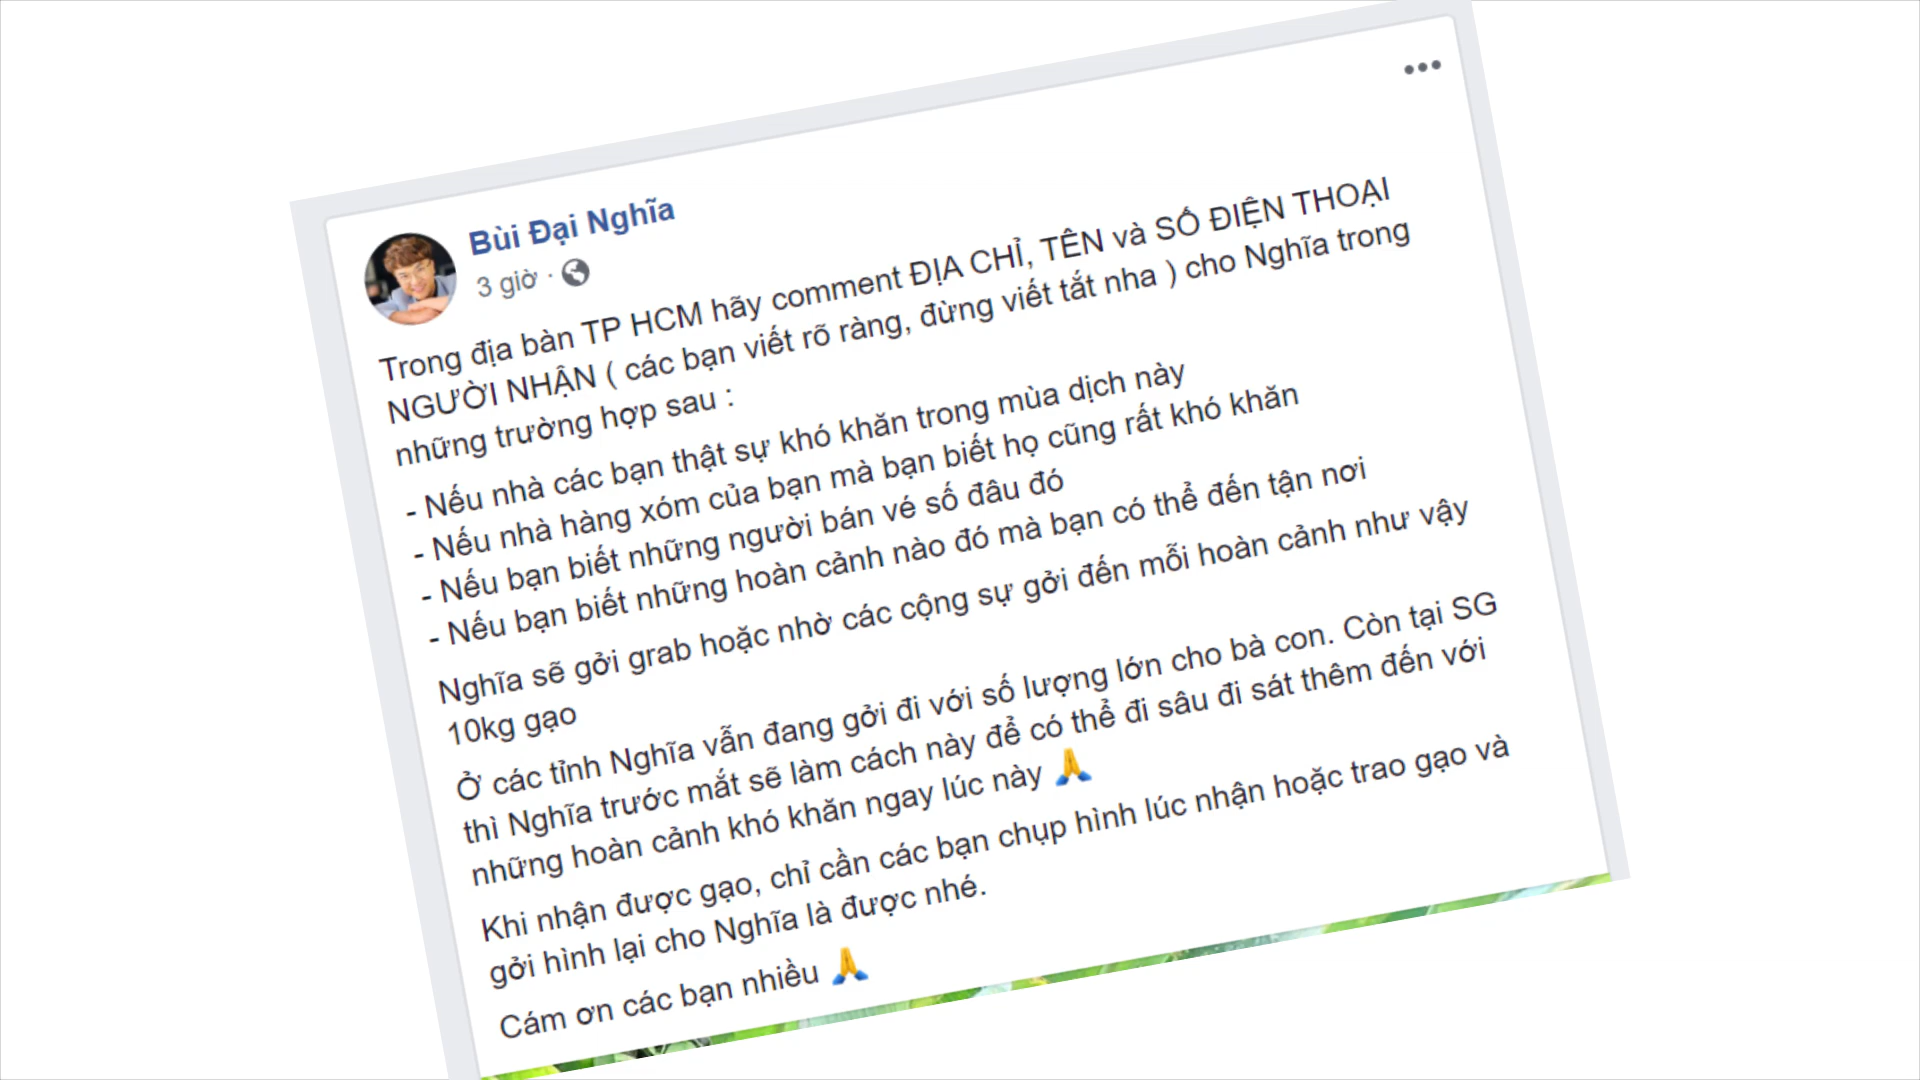 Bùi Đại Nghĩa
3 giờ ·
Trong địa bàn TP HCM hãy comment ĐỊA CHỈ, TÊN và SỐ ĐIỆN THOẠI
NGƯỜI NHẬN ( các bạn viết rõ ràng, đừng viết tắt nha ) cho Nghĩa trong
những trường hợp sau :
- Nếu nhà các bạn thật sự khó khăn trong mùa dịch này
- Nếu nhà hàng xóm của bạn mà bạn biết họ cũng rất khó khăn
- Nếu bạn biết những người bán vé số đâu đó
- Nếu bạn biết những hoàn cảnh nào đó mà bạn có thể đến tận nơi
Nghĩa sẽ gởi grab hoặc nhờ các cộng sự gởi đến mỗi hoàn cảnh như vậy
10kg gạo
Ở các tỉnh Nghĩa vẫn đang gởi đi với số lượng lớn cho bà con. Còn tại SG
thì Nghĩa trước mắt sẽ làm cách này để có thể đi sâu đi sát thêm đến với
những hoàn cảnh khó khăn ngay lúc này 🙏
Khi nhận được gạo, chỉ cần các bạn chụp hình lúc nhận hoặc trao gạo và
gởi hình lại cho Nghĩa là được nhé.
Cám ơn các bạn nhiều 🙏